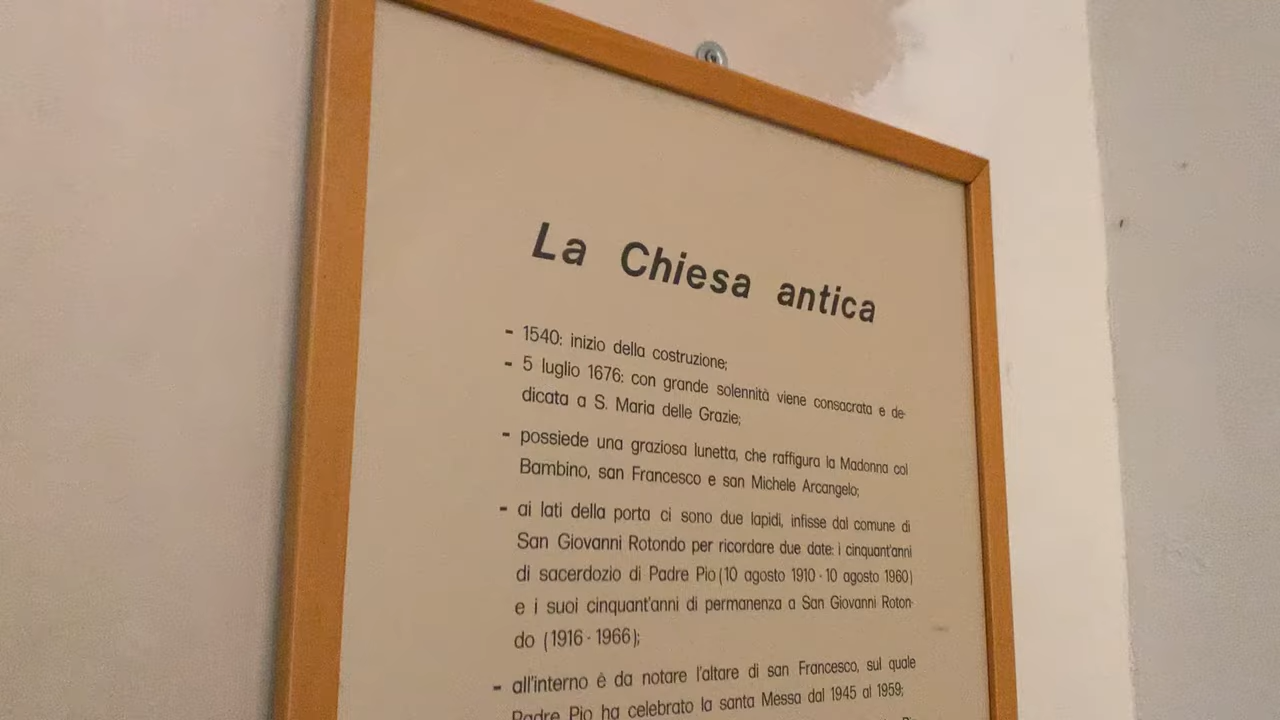 La Chiesa antica
- 1540: inizio della costruzione;
- 5 luglio 1676: con grande solennità viene consacrata e de-
dicata a S. Maria delle Grazie;
- possiede una graziosa lunetta, che raffigura la Madonna col
Bambino, san Francesco e san Michele Arcangelo;
- ai lati della porta ci sono due lapidi, infisse dal comune di
San Giovanni Rotondo per ricordare due date: i cinquant'anni
di sacerdozio di Padre Pio (10 agosto 1910 - 10 agosto 1960)
e i suoi cinquant'anni di permanenza a San Giovanni Roton-
do (1916 - 1966);
- all'interno è da notare l'altare di san Francesco, sul quale
Padre Pio ha celebrato la santa Messa dal 1945 al 1959;